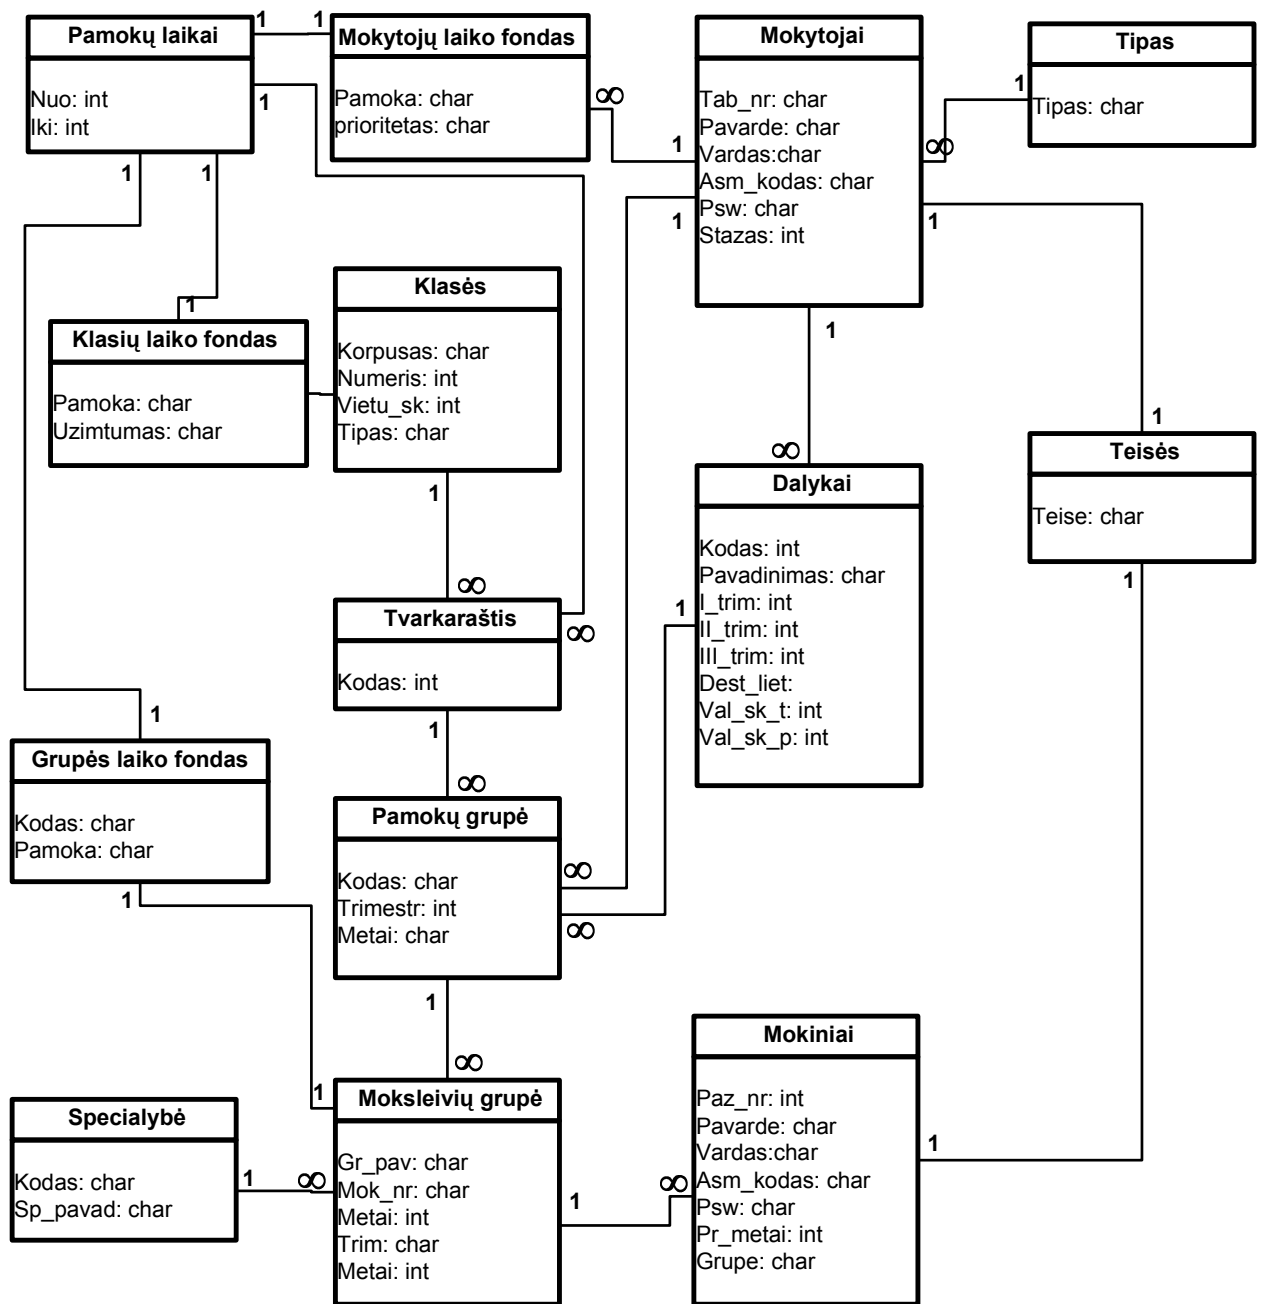 Pamokų laikai
Nuo: int
Iki: int
1
1
1
1
1
Mokytojų laiko fondas
Pamoka: char
prioritetas: char
∞
1
Mokytojai
Tab_nr: char
Pavarde: char
Vardas:char
Asm_kodas: char
Psw: char
Stazas: int
1
1
1
∞
1
Tipas
Tipas: char
1
Klasių laiko fondas
Pamoka: char
Uzimtumas: char
Klasės
Korpusas: char
Numeris: int
Vietu_sk: int
Tipas: char
1
∞
∞
1
Teisės
Teise: char
1
Dalykai
Kodas: int
Pavadinimas: char
I_trim: int
II_trim: int
III_trim: int
Dest_liet:
Val_sk_t: int
Val_sk_p: int
1
Tvarkaraštis
Kodas: int
∞
1
∞
1
Grupės laiko fondas
Kodas: char
Pamoka: char
1
Pamokų grupė
Kodas: char
Trimestr: int
Metai: char
∞
∞
1
∞
1
Moksleivių grupė
Gr_pav: char
Mok_nr: char
Metai: int
Trim: char
Metai: int
Specialybė
Kodas: char
Sp_pavad: char
1
∞
1
∞
Mokiniai
Paz_nr: int
Pavarde: char
Vardas:char
Asm_kodas: char
Psw: char
Pr_metai: int
Grupe: char
1